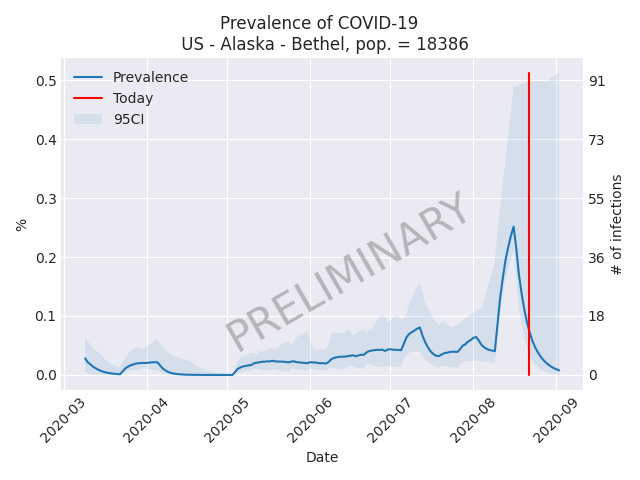 Prevalence of COVID-19
US - Alaska - Bethel, pop. = 18386
Prevalence
Today
95CI
PRELIMINARY
0.5
0.4
0.3
0.2
0.1
0.0
%
91
73
55
36
18
0
# of infections
2020-03
2020-04
2020-05
2020-06
2020-07
2020-08
2020-09
Date